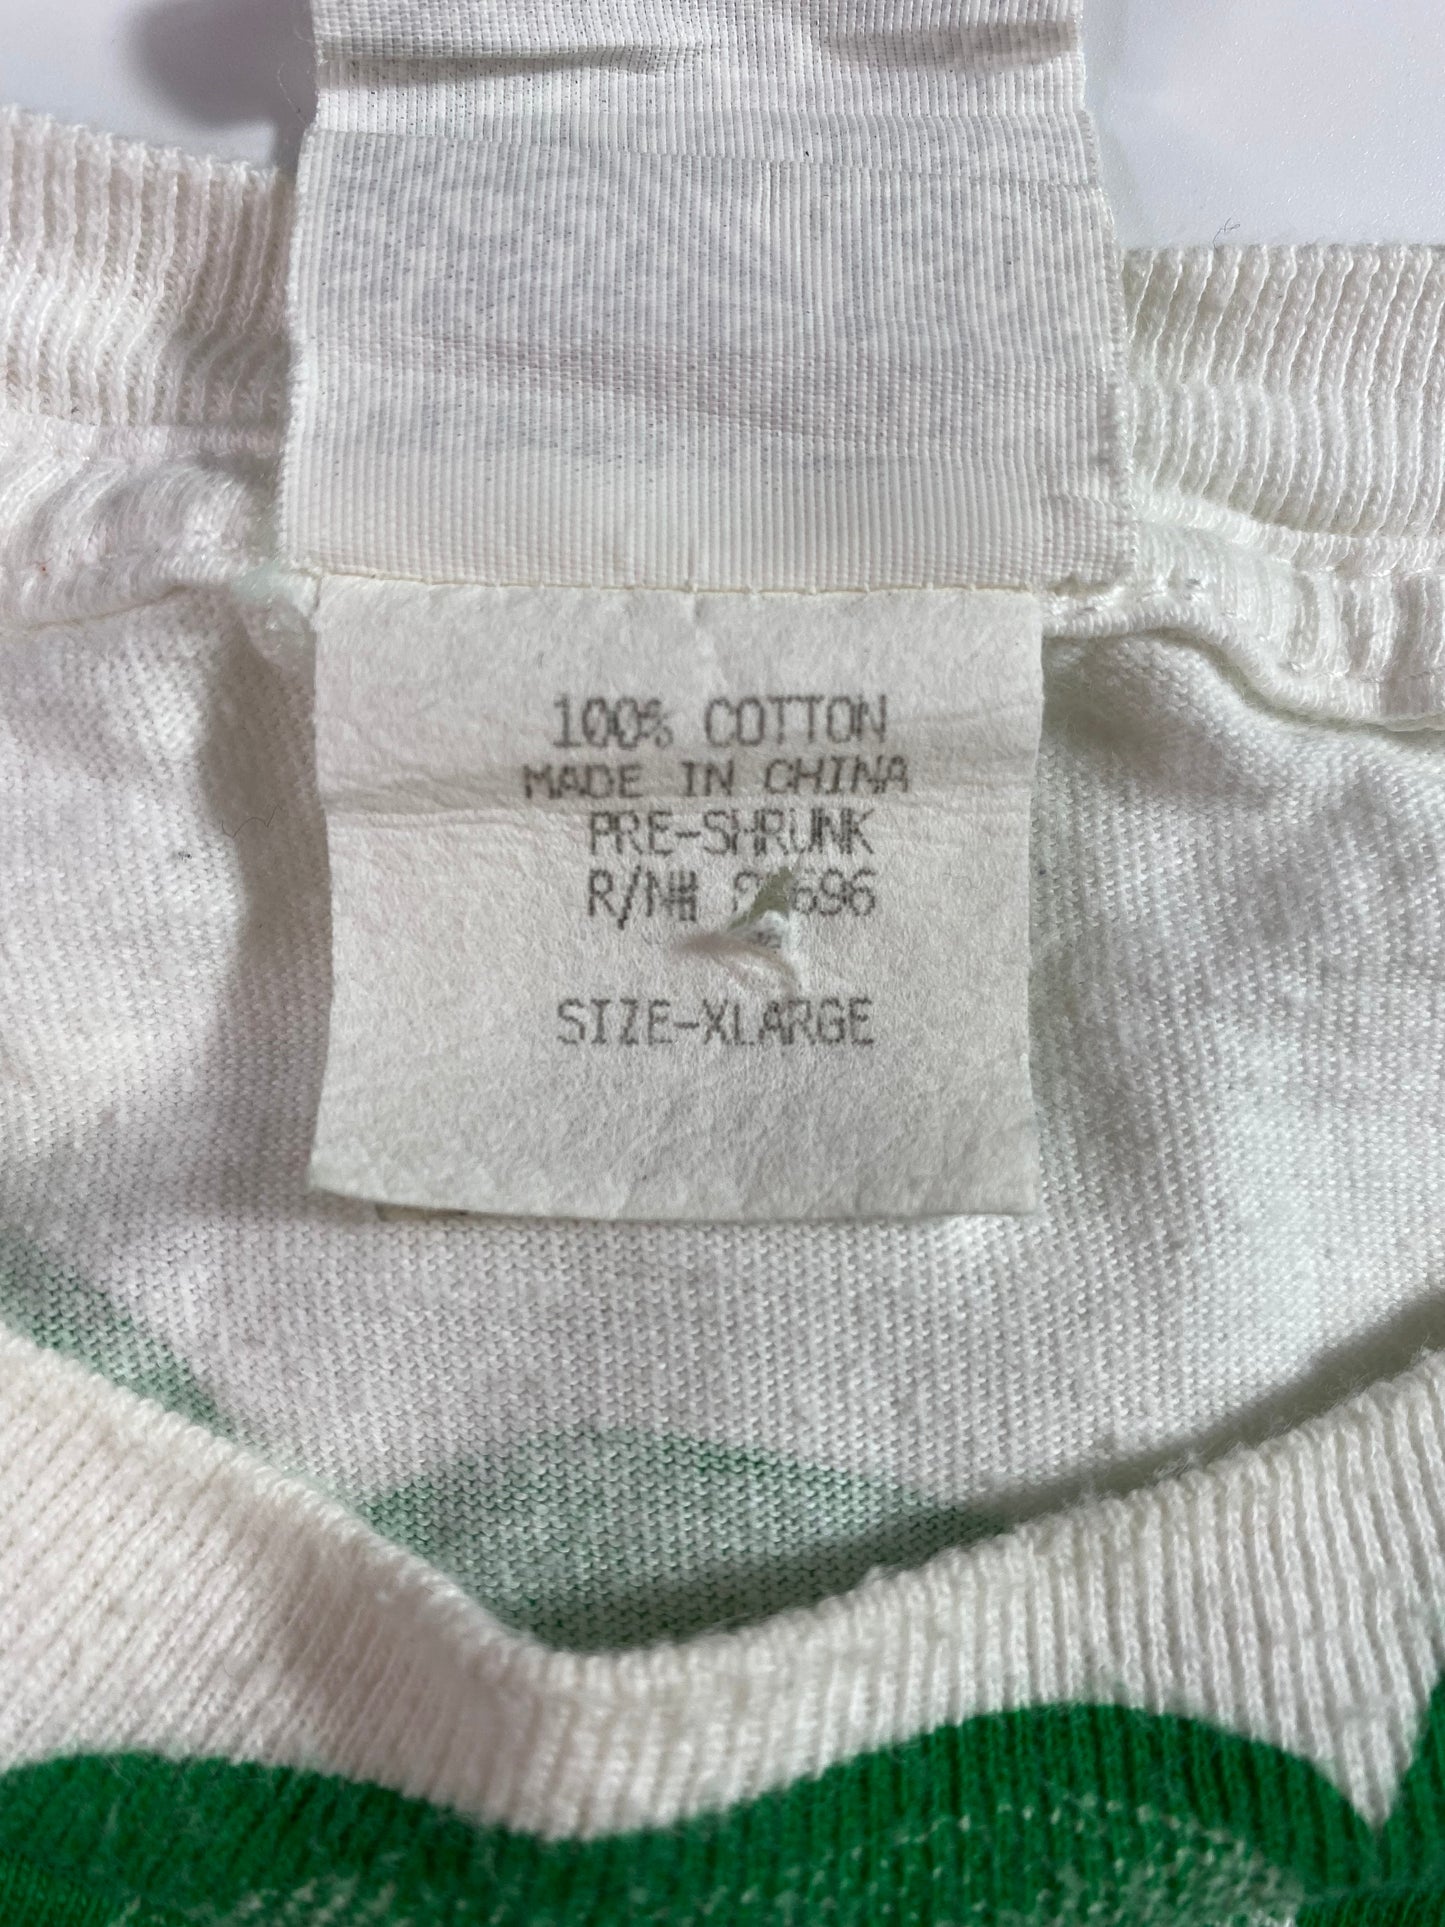 100% COTTON
MADE IN CHINA
PRE-SHRUNK
R/N#
SIZE-XLARGE